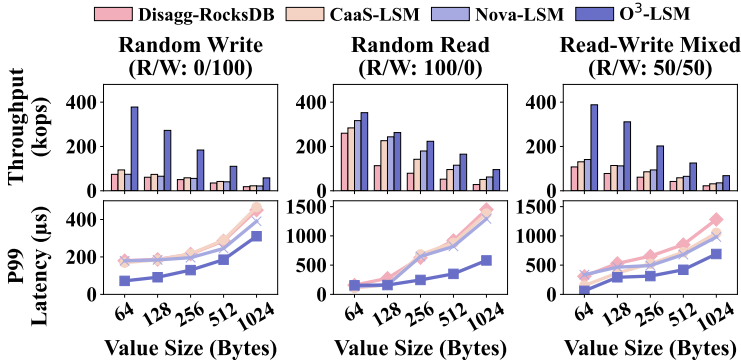 Disagg-RocksDB CaaS-LSM Nova-LSM O³-LSM
Random Write
(R/W: 0/100)
Random Read
(R/W: 100/0)
Read-Write Mixed
(R/W: 50/50)
Throughput
(kops)
400
200
0
400
200
0
400
200
0
P99
Latency (µs)
400
200
0
1500
1000
500
0
1500
1000
500
0
64 128 256 512 1024
64 128 256 512 1024
64 128 256 512 1024
Value Size (Bytes)
Value Size (Bytes)
Value Size (Bytes)